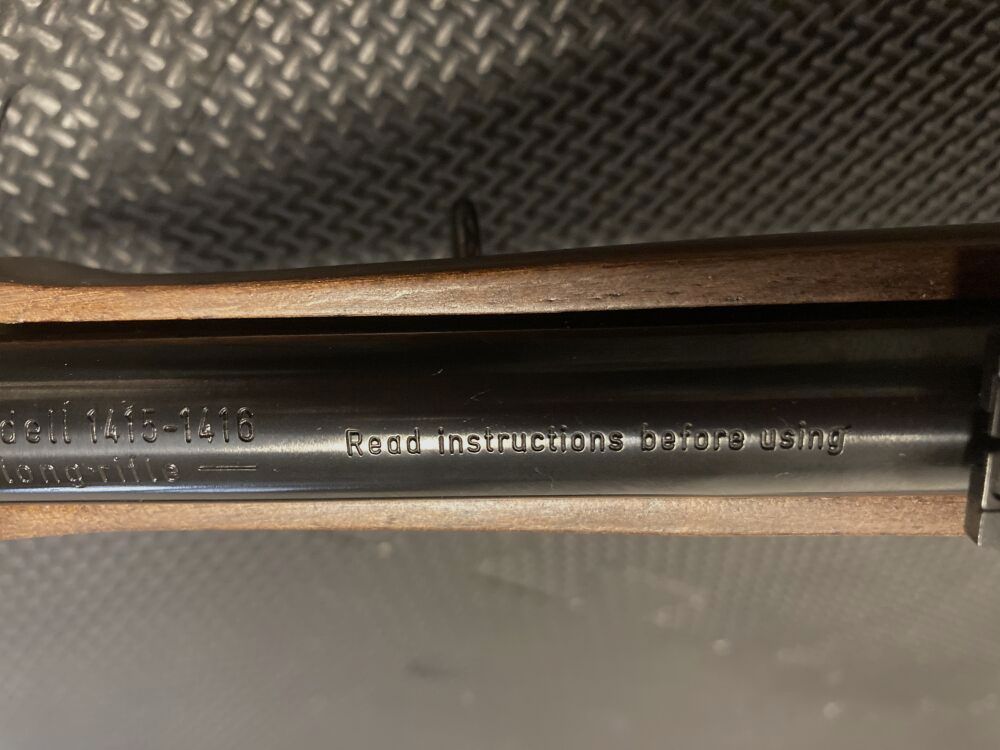 dell 1415-1416
long-rifle
Read instructions before using